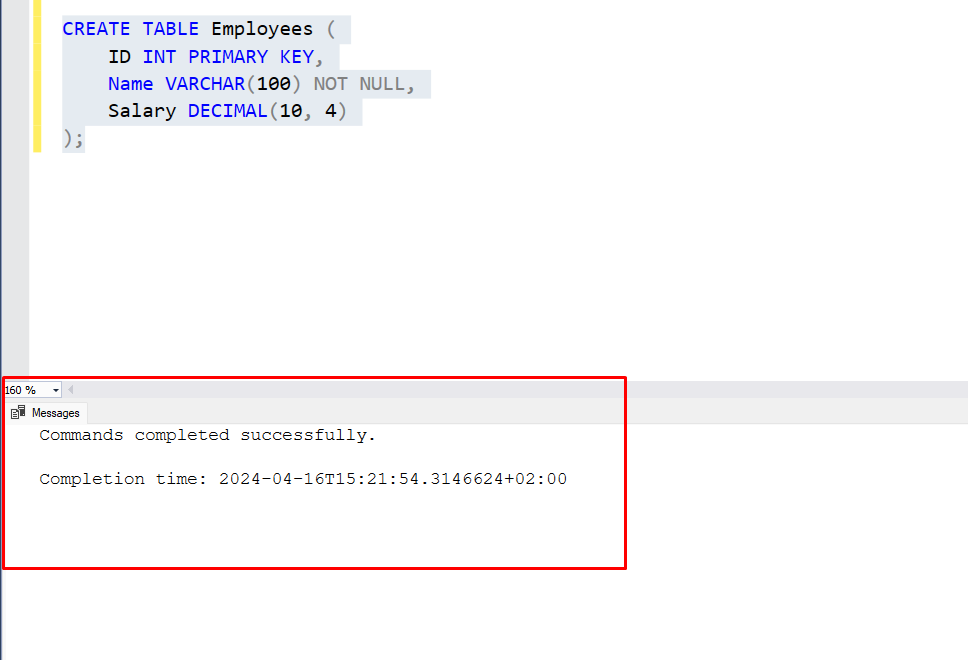 CREATE TABLE Employees (
    ID INT PRIMARY KEY,
    Name VARCHAR(100) NOT NULL,
    Salary DECIMAL(10, 4)
);
160 %
Messages
Commands completed successfully.
Completion time: 2024-04-16T15:21:54.3146624+02:00